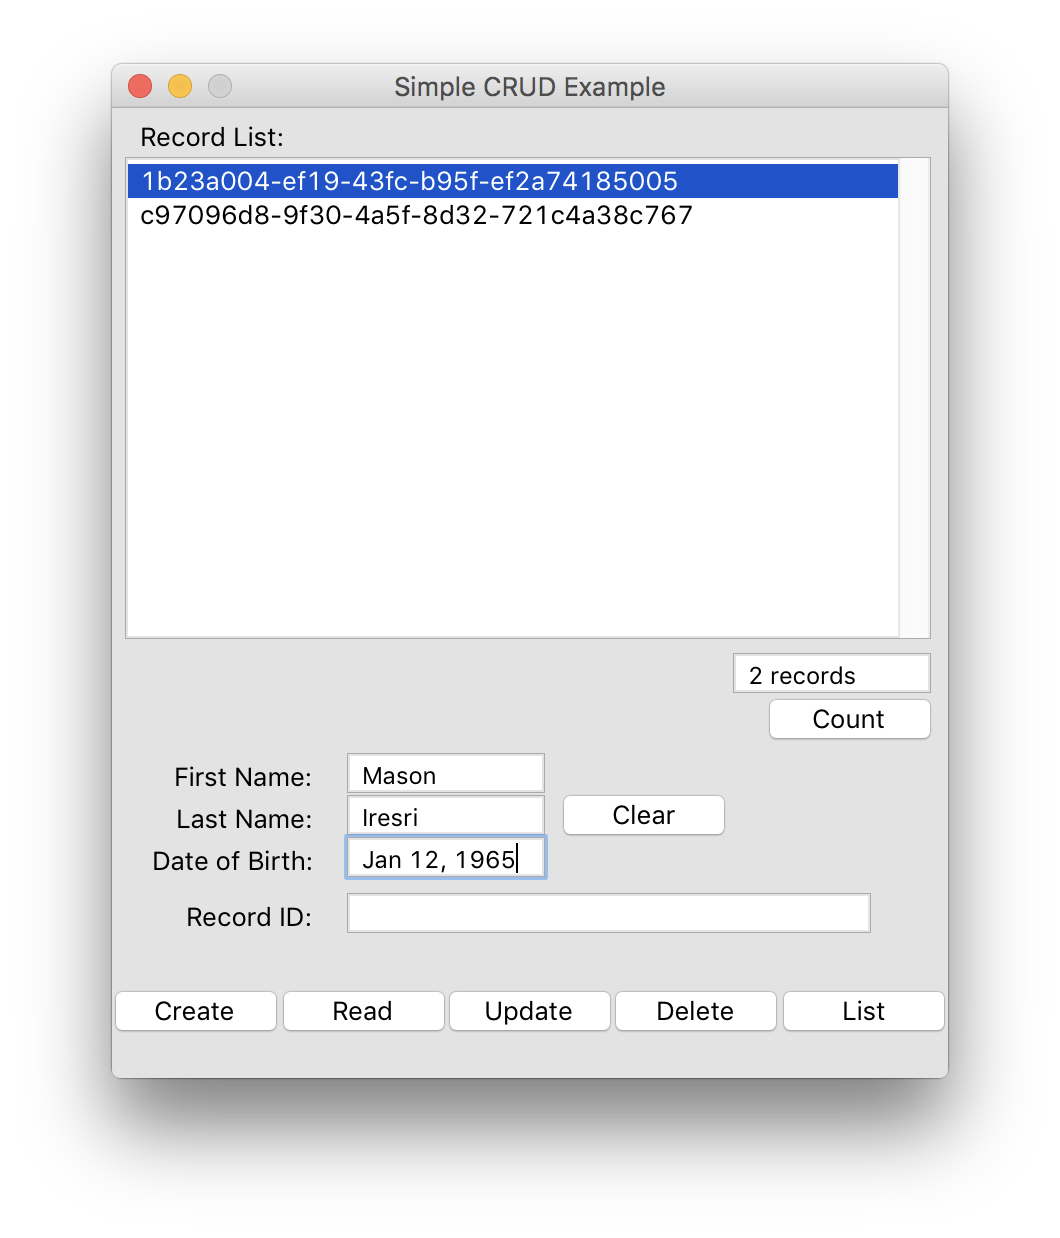 Simple CRUD Example
Record List:
1b23a004-ef19-43fc-b95f-ef2a74185005
c97096d8-9f30-4a5f-8d32-721c4a38c767
2 records
Count
First Name: Mason
Last Name: Iresri Clear
Date of Birth: Jan 12, 1965
Record ID:
Create Read Update Delete List